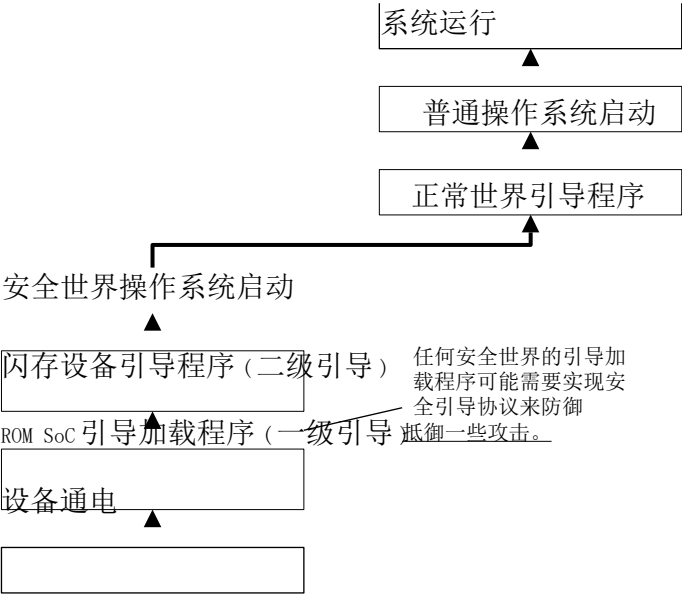 系统运行
普通操作系统启动
正常世界引导程序
安全世界操作系统启动
闪存设备引导程序(二级引导)
任何安全世界的引导加
载程序可能需要实现安
全引导协议来防御
抵御一些攻击。
ROM SoC引导加载程序(一级引导)
设备通电